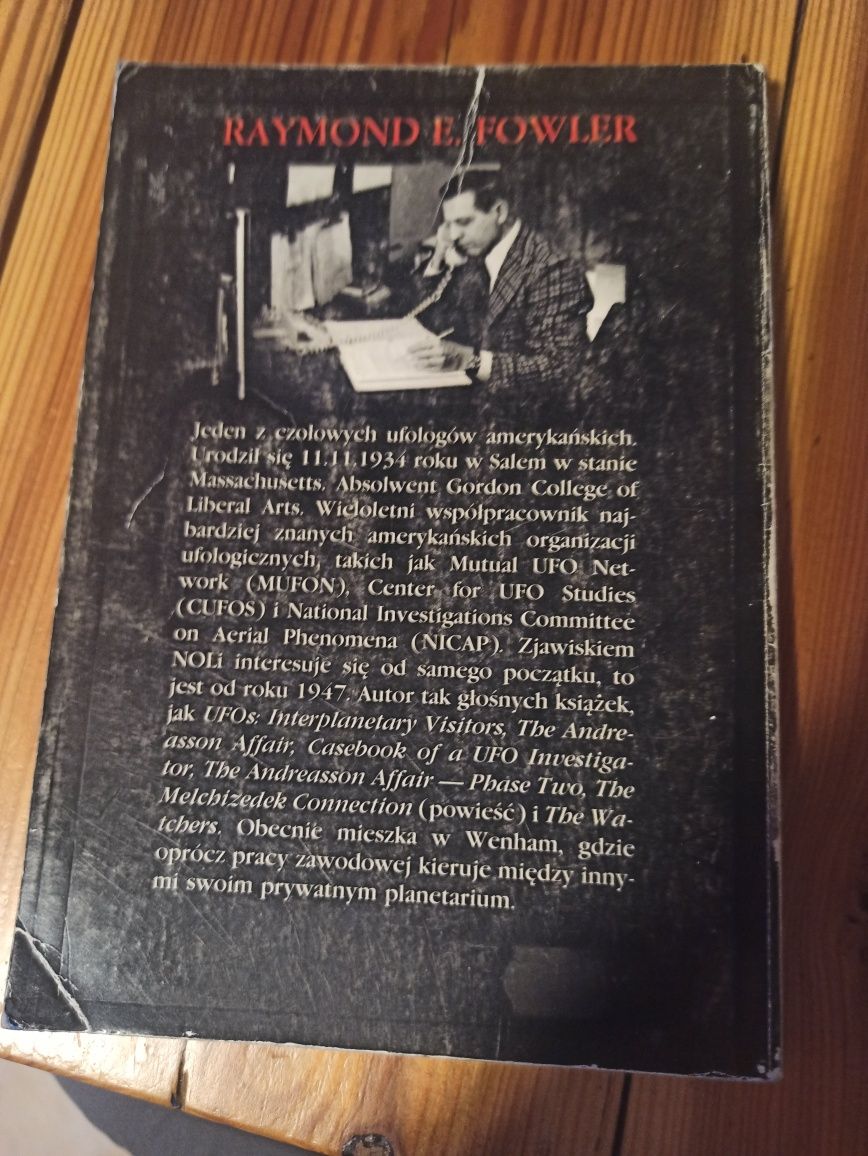 RAYMOND E. FOWLER
Jeden z czołowych ufologów amerykańskich.
Urodził się 11.11.1934 roku w Salem w stanie
Massachusetts. Absolwent Gordon College of
Liberal Arts. Wieloletni współpracownik naj-
bardziej znanych amerykańskich organizacji
ufologicznych, takich jak Mutual UFO Net-
work (MUFON), Center for UFO Studies
(CUFOS) i National Investigations Committee
on Aerial Phenomena (NICAP). Zjawiskiem
NOLi interesuje się od samego początku, to
jest od roku 1947. Autor tak głośnych książek,
jak UFOs: Interplanetary Visitors, The Andre-
asson Affair, Casebook of a UFO Investiga-
tor, The Andreasson Affair — Phase Two, The
Melchizedek Connection (powieść) i The Wa-
tchers. Obecnie mieszka w Wenham, gdzie
oprócz pracy zawodowej kieruje między inny-
mi swoim prywatnym planetarium.